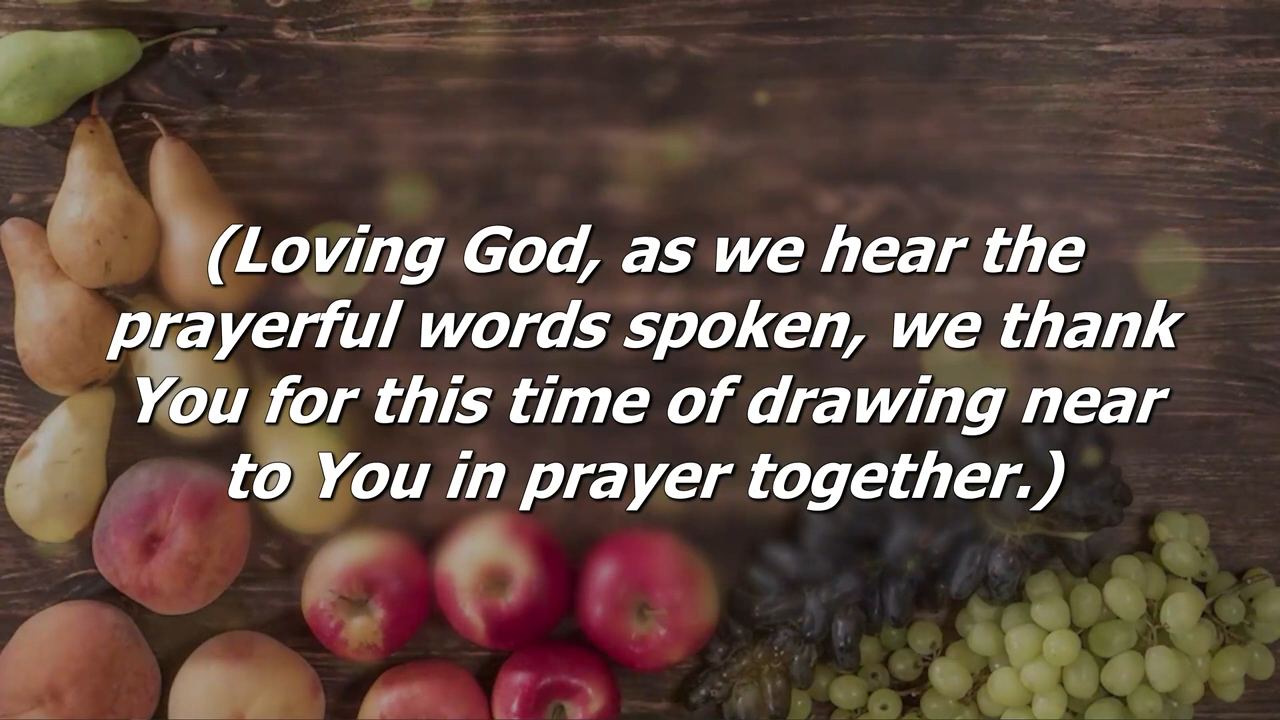 (Loving God, as we hear the
prayerful words spoken, we thank
You for this time of drawing near
to You in prayer together.)